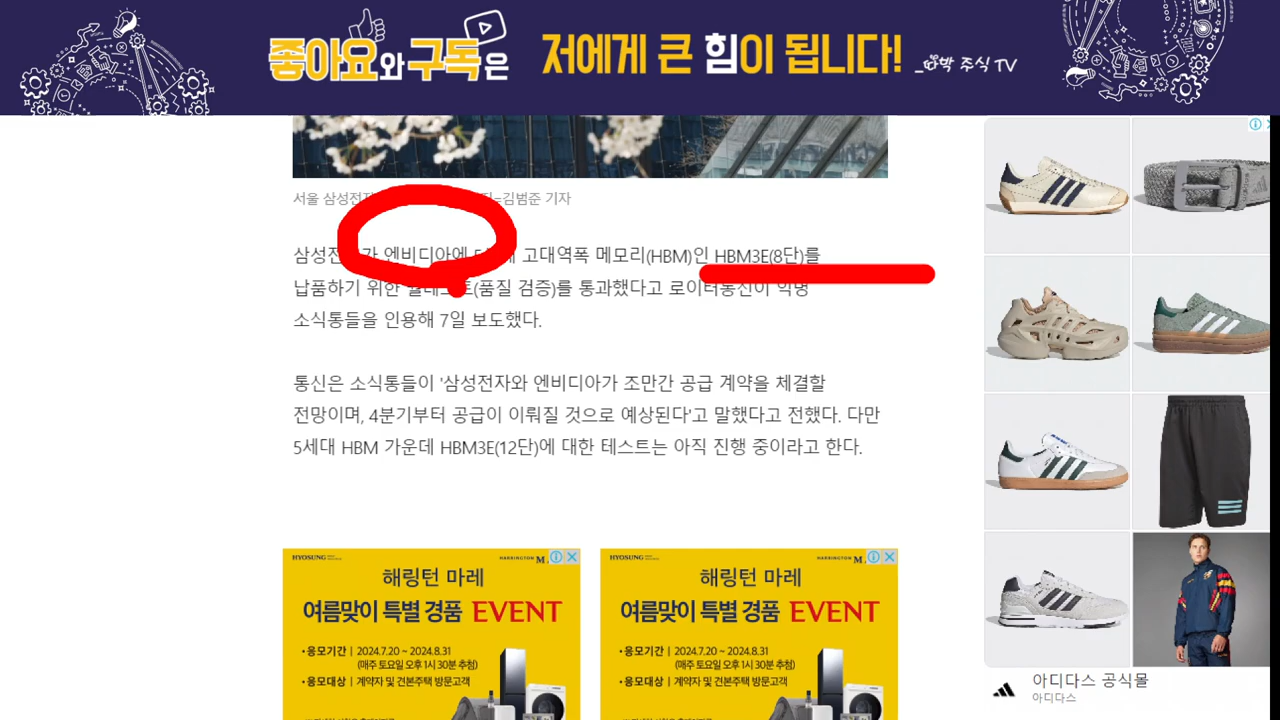 좋아요와 구독은 저에게 큰 힘이 됩니다! 박 주식 TV
서울 삼성전 김범준 기자
삼성전 가 엔비디아에 고대역폭 메모리(HBM)인 HBM3E(8단)를
납품하기 위한 (품질 검증)를 통과했다고 로이터통신이 익명
소식통들을 인용해 7일 보도했다.
통신은 소식통들이 '삼성전자와 엔비디아가 조만간 공급 계약을 체결할
전망이며, 4분기부터 공급이 이뤄질 것으로 예상된다'고 말했다고 전했다. 다만
5세대 HBM 가운데 HBM3E(12단)에 대한 테스트는 아직 진행 중이라고 한다.
HYOSUNG HARRINGTON M
해링턴 마레
여름맞이 특별 경품 EVENT
•응모기간 | 2024.7.20 ~ 2024.8.31
(매주 토요일 오후 1시 30분 추첨)
•응모대상 | 계약자 및 견본주택 방문고객
HYOSUNG HARRINGTON M
해링턴 마레
여름맞이 특별 경품 EVENT
•응모기간 | 2024.7.20 ~ 2024.8.31
(매주 토요일 오후 1시 30분 추첨)
•응모대상 | 계약자 및 견본주택 방문고객
아디다스 공식몰
아디다스